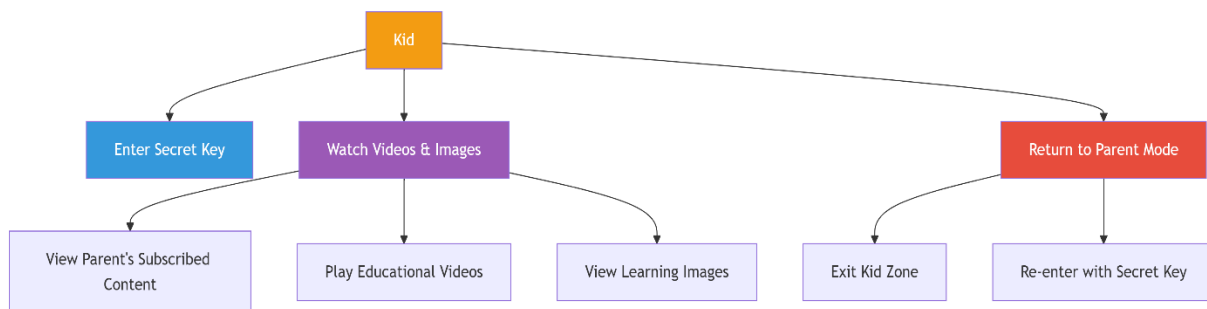 Kid
Enter Secret Key
Watch Videos & Images
Return to Parent Mode
View Parent's Subscribed
Content
Play Educational Videos
View Learning Images
Exit Kid Zone
Re-enter with Secret Key